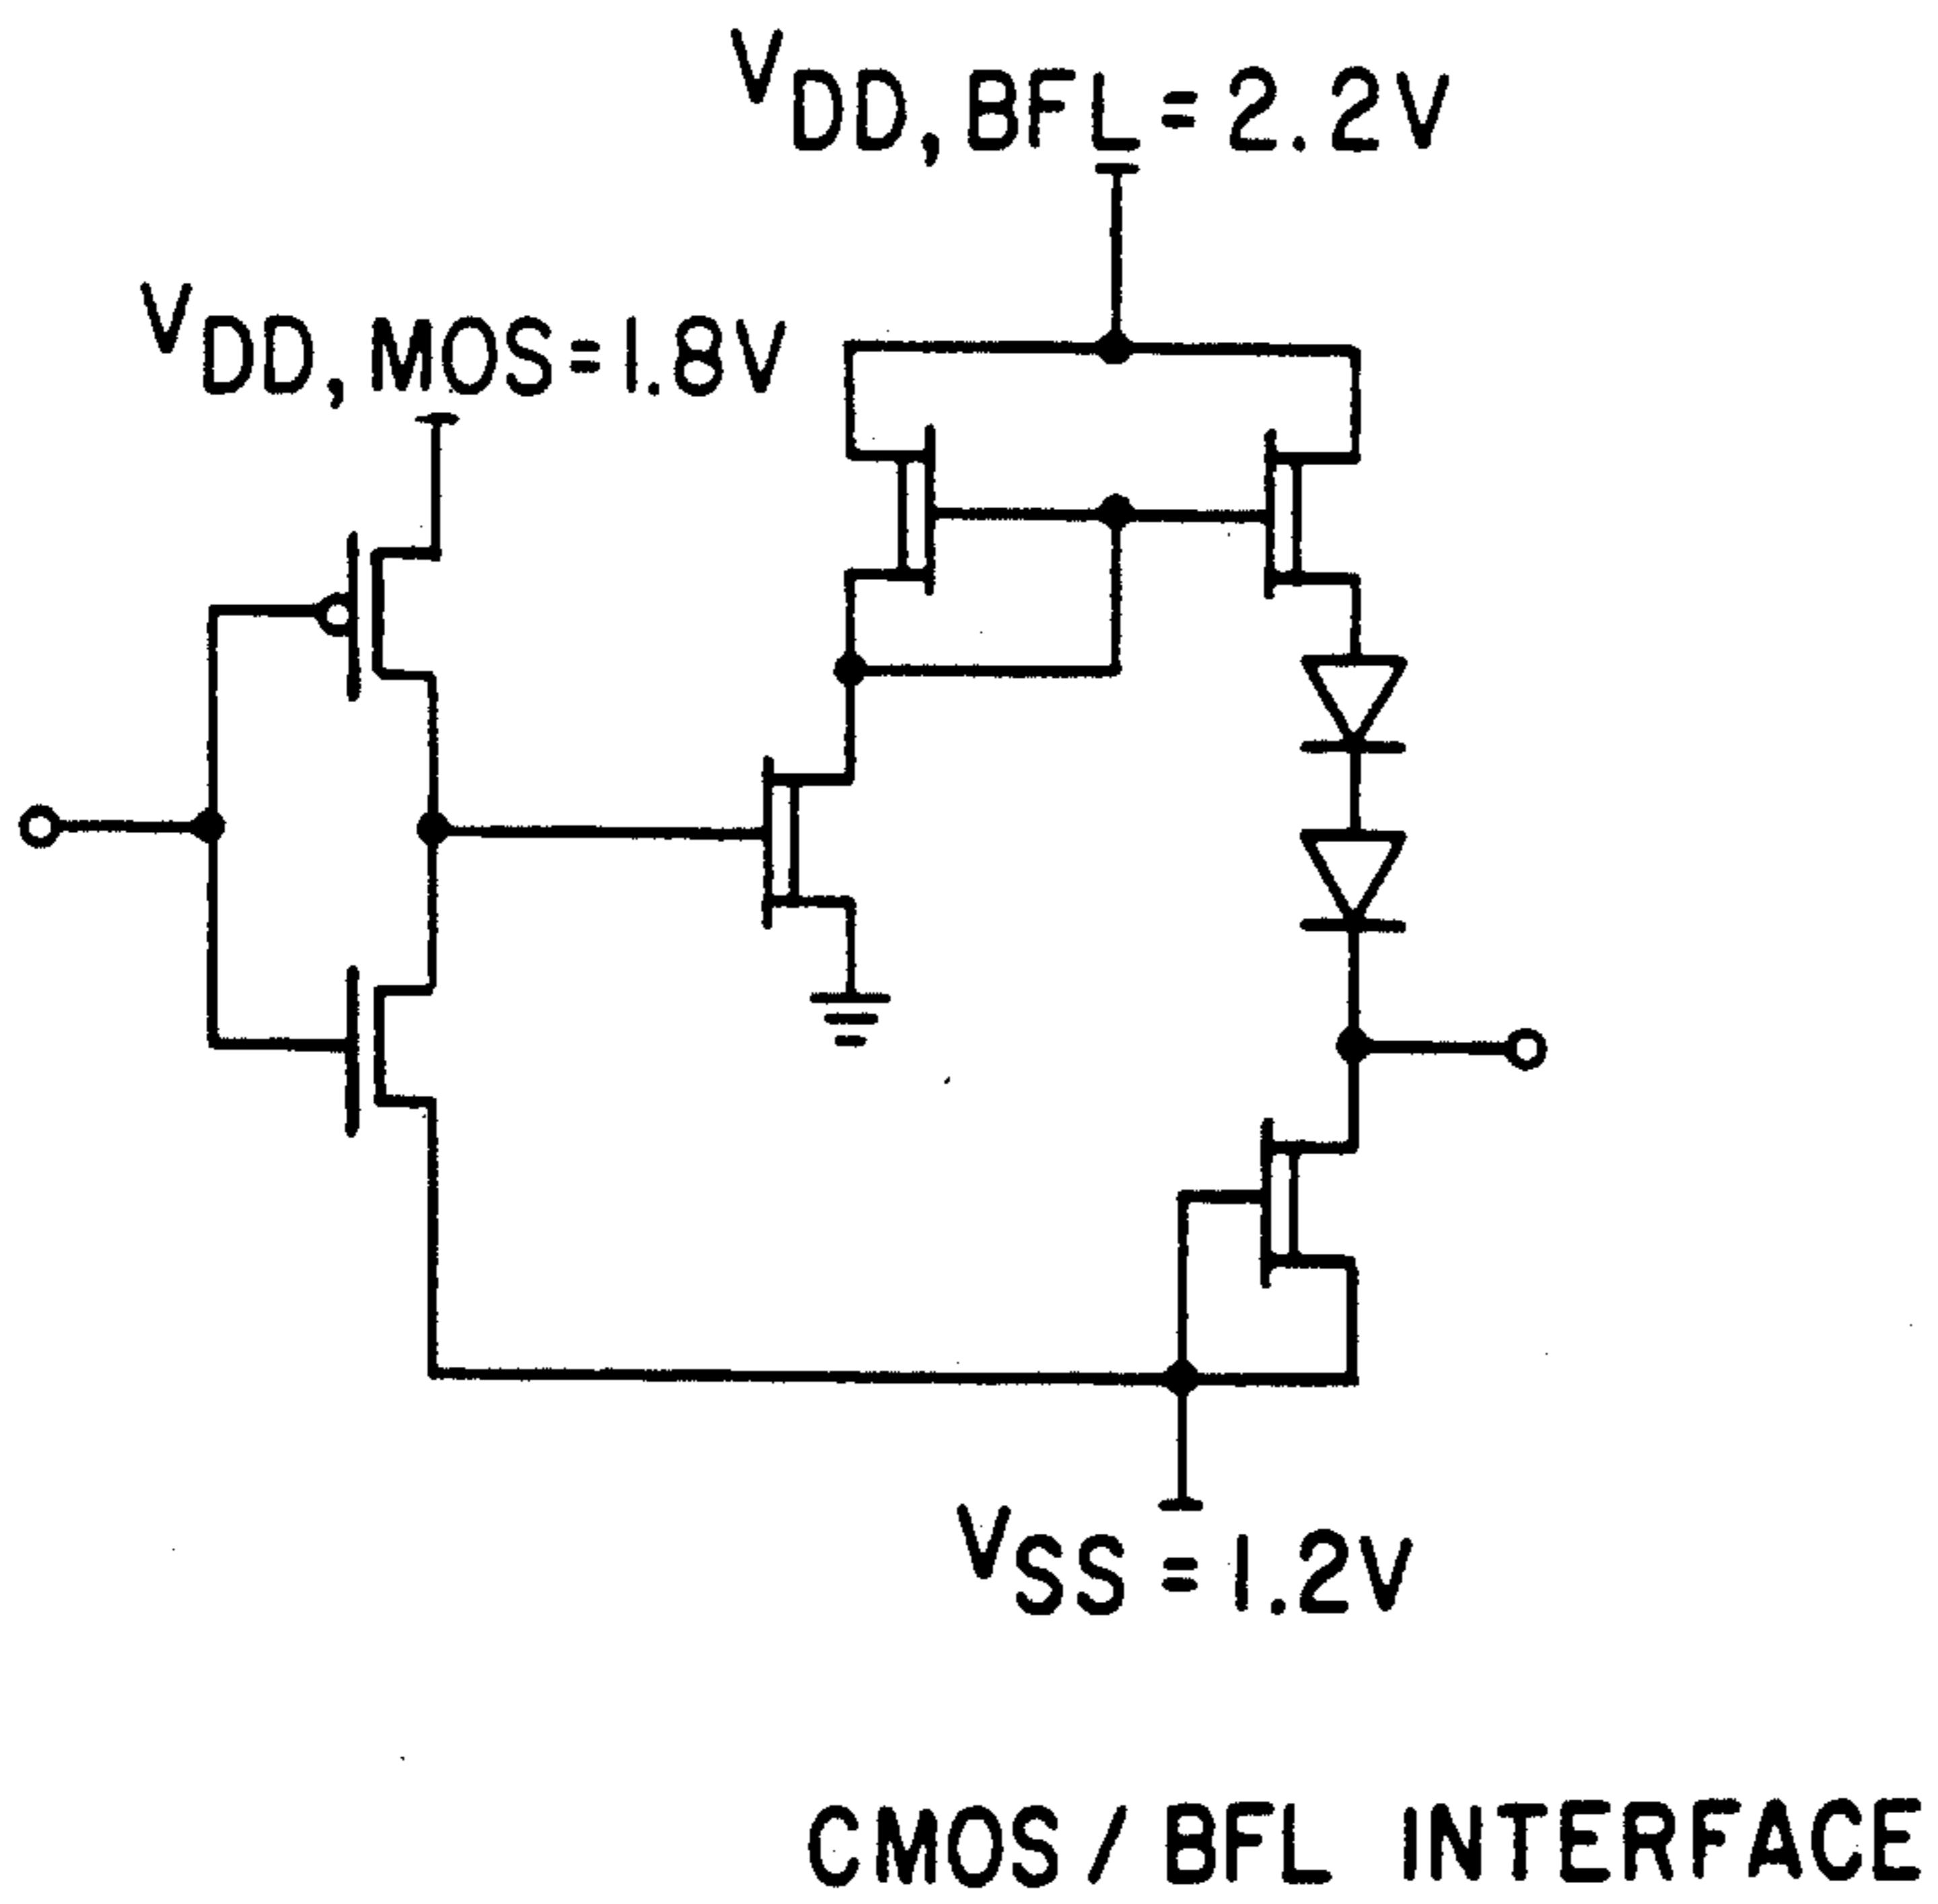 VDD,BFL=2.2V
VDD,MOS=1.8V
VSS=1.2V
CMOS/BFL INTERFACE